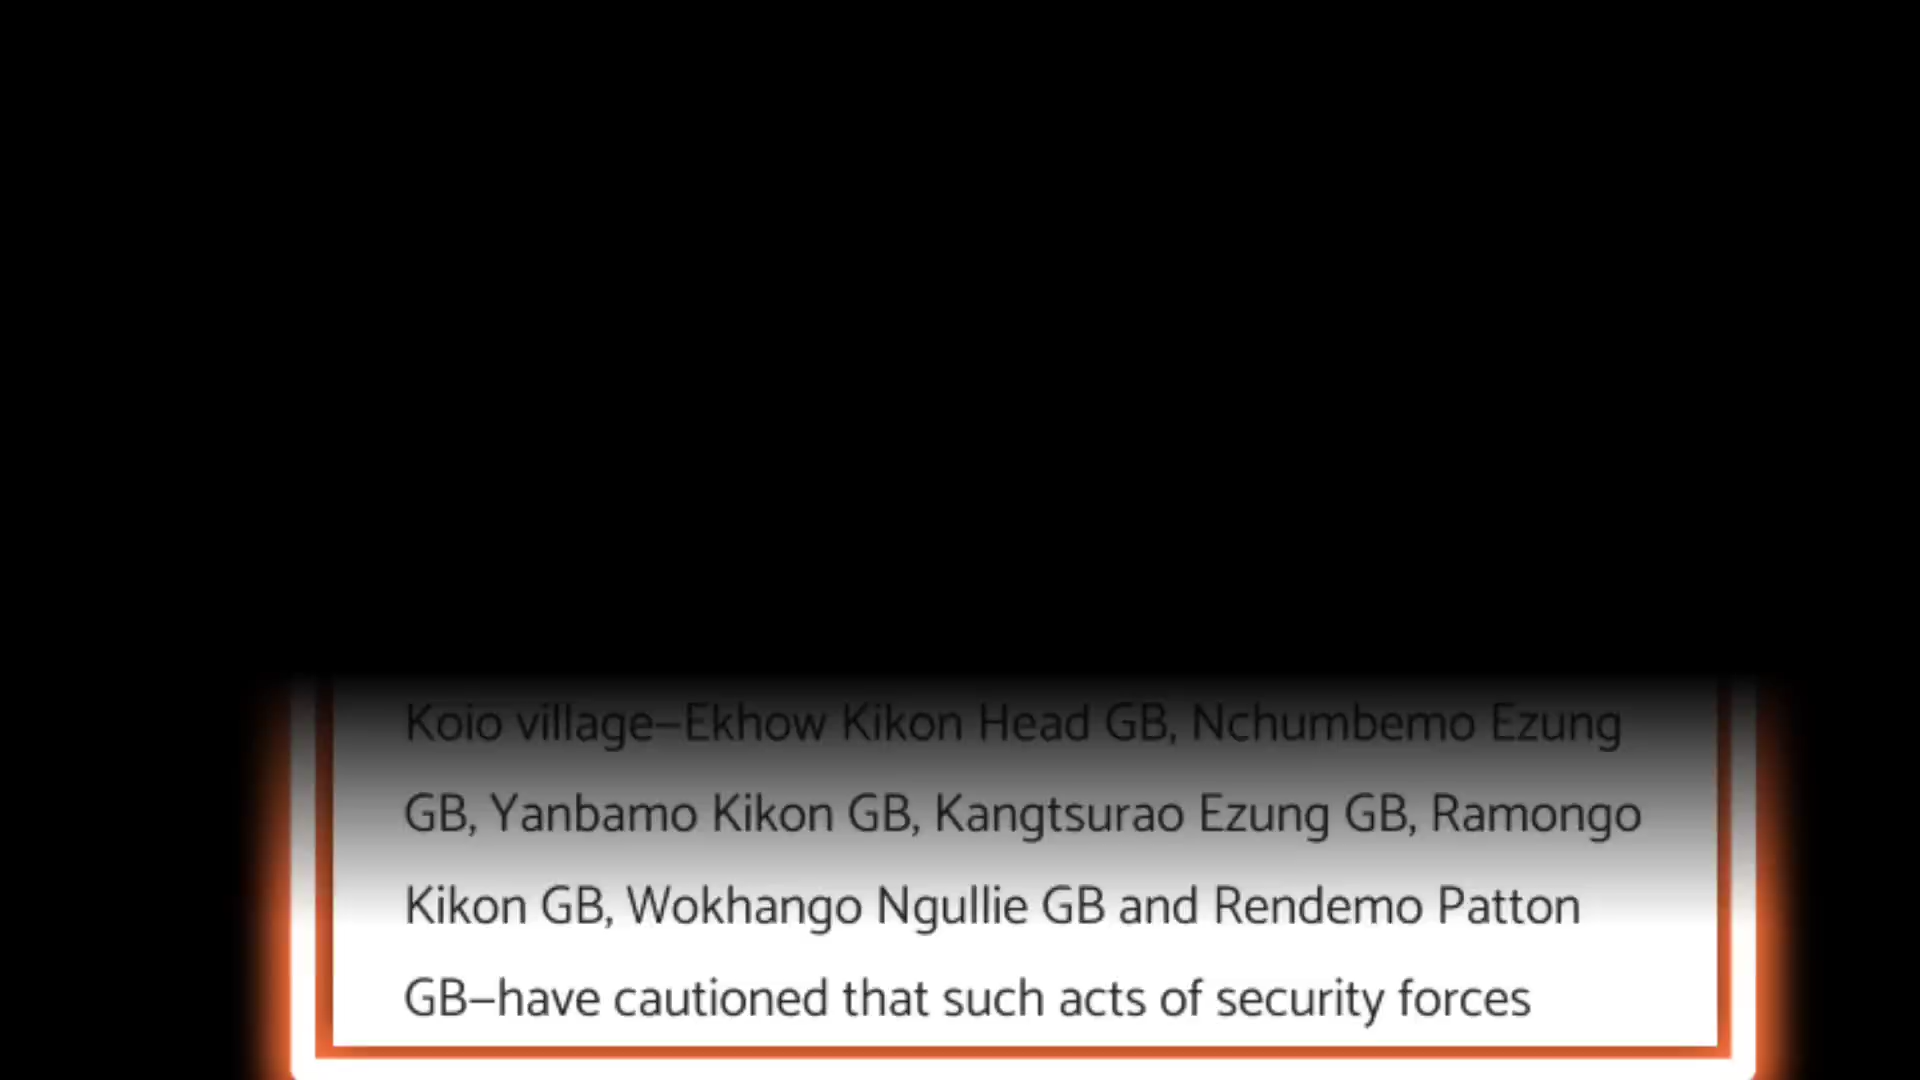 Koio village—Ekhow Kikon Head GB, Nchumbemo Ezung
GB, Yanbamo Kikon GB, Kangtsurao Ezung GB, Ramongo
Kikon GB, Wokhango Ngullie GB and Rendemo Patton
GB—have cautioned that such acts of security forces